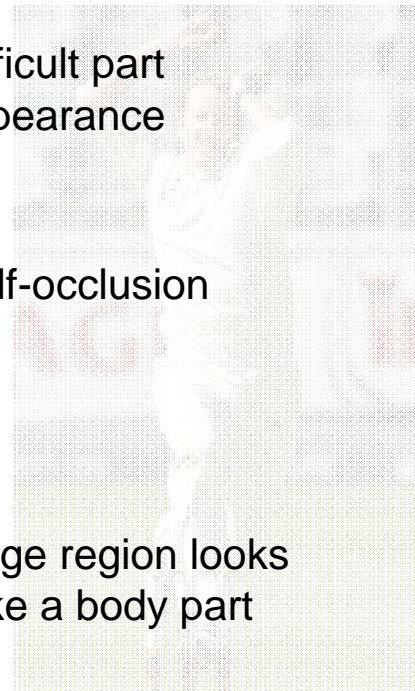 ficult part
pearance
lf-occlusion
ge region looks
ke a body part